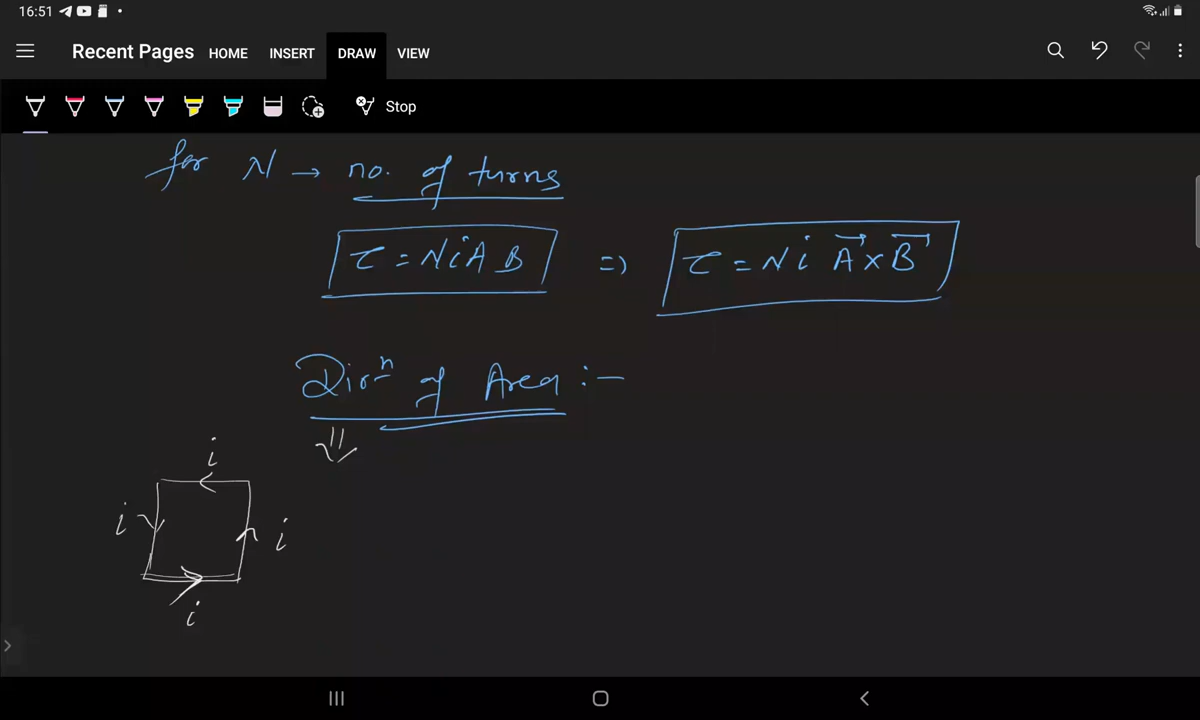 16:51
Recent Pages HOME INSERT DRAW VIEW
Stop
for N → no. of turns
τ = NiAB ⇒ τ = Ni A⃗ × B⃗
Dirⁿ of Area :-
i
i i
i